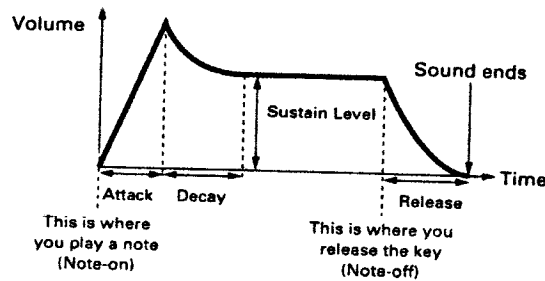 Volume
Sound ends
Sustain Level
Time
Attack
Decay
Release
This is where
you play a note
(Note-on)
This is where you
release the key
(Note-off)